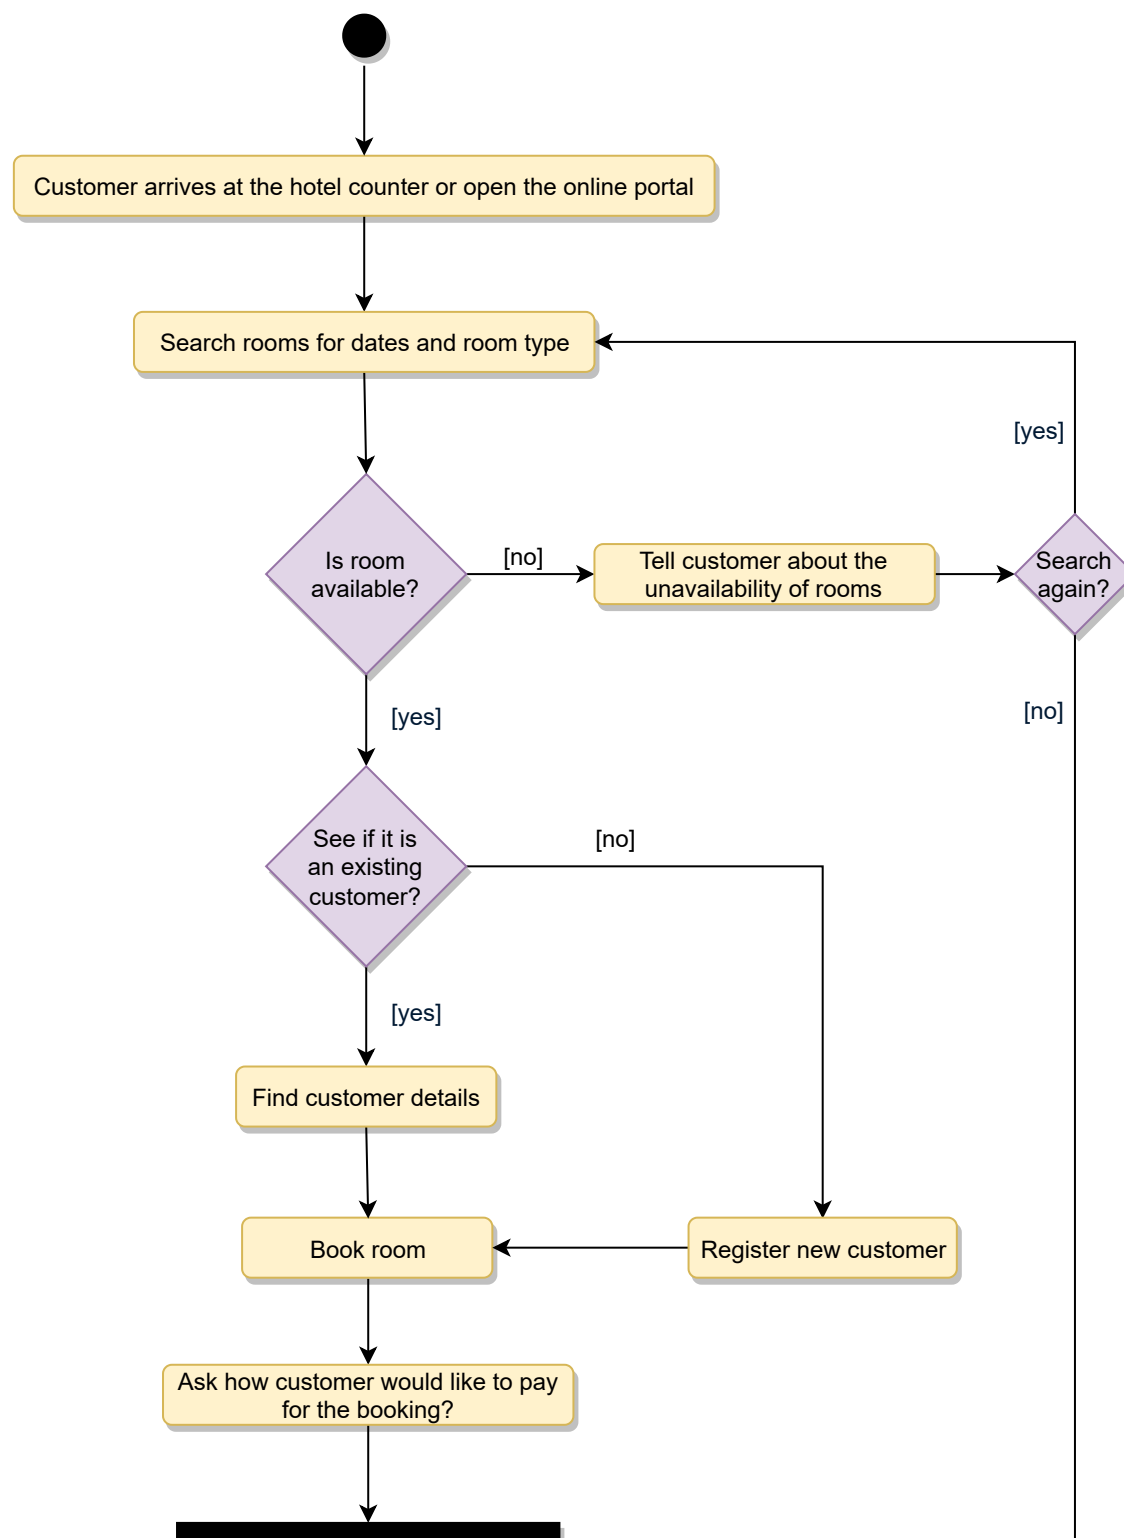 Customer arrives at the hotel counter or open the online portal
Search rooms for dates and room type
[yes]
Is room
available?
[no]
Tell customer about the
unavailability of rooms
Search
again?
[yes]
[no]
See if it is
an existing
customer?
[no]
[yes]
Find customer details
Book room
Register new customer
Ask how customer would like to pay
for the booking?